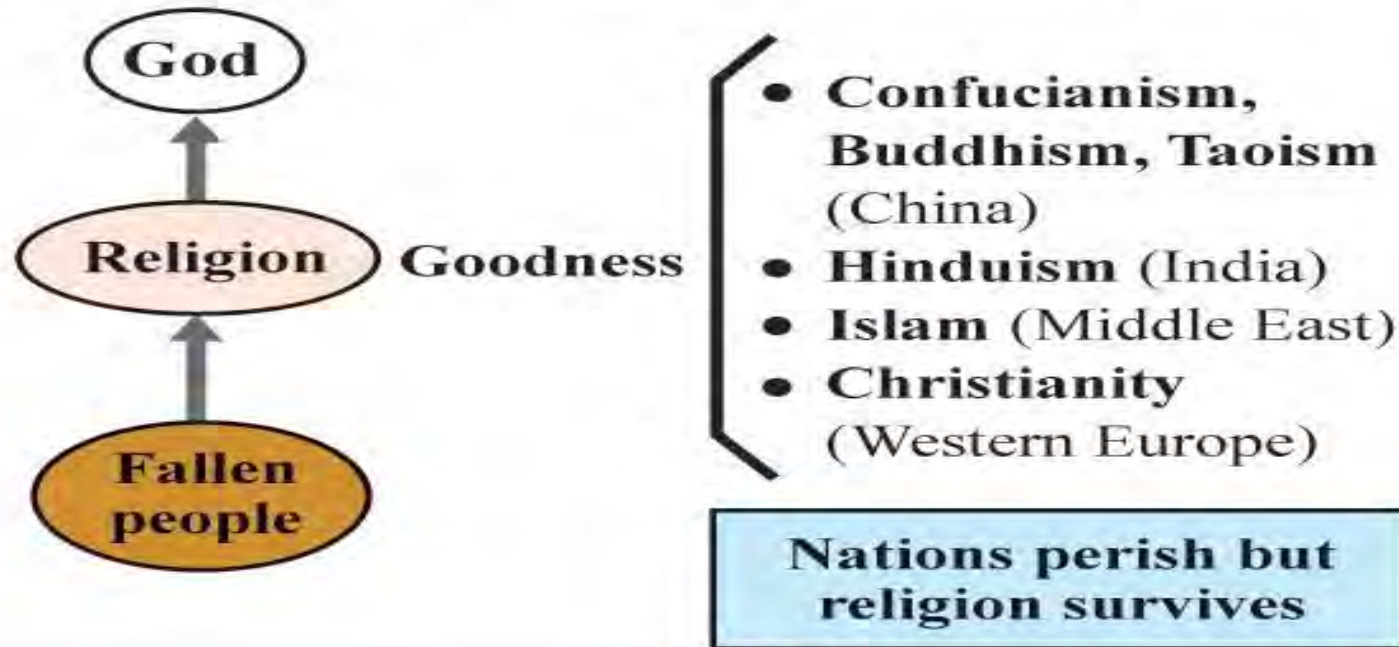 God
Religion
Goodness
Fallen
people
• Confucianism,
Buddhism, Taoism
(China)
• Hinduism (India)
• Islam (Middle East)
• Christianity
(Western Europe)
Nations perish but
religion survives